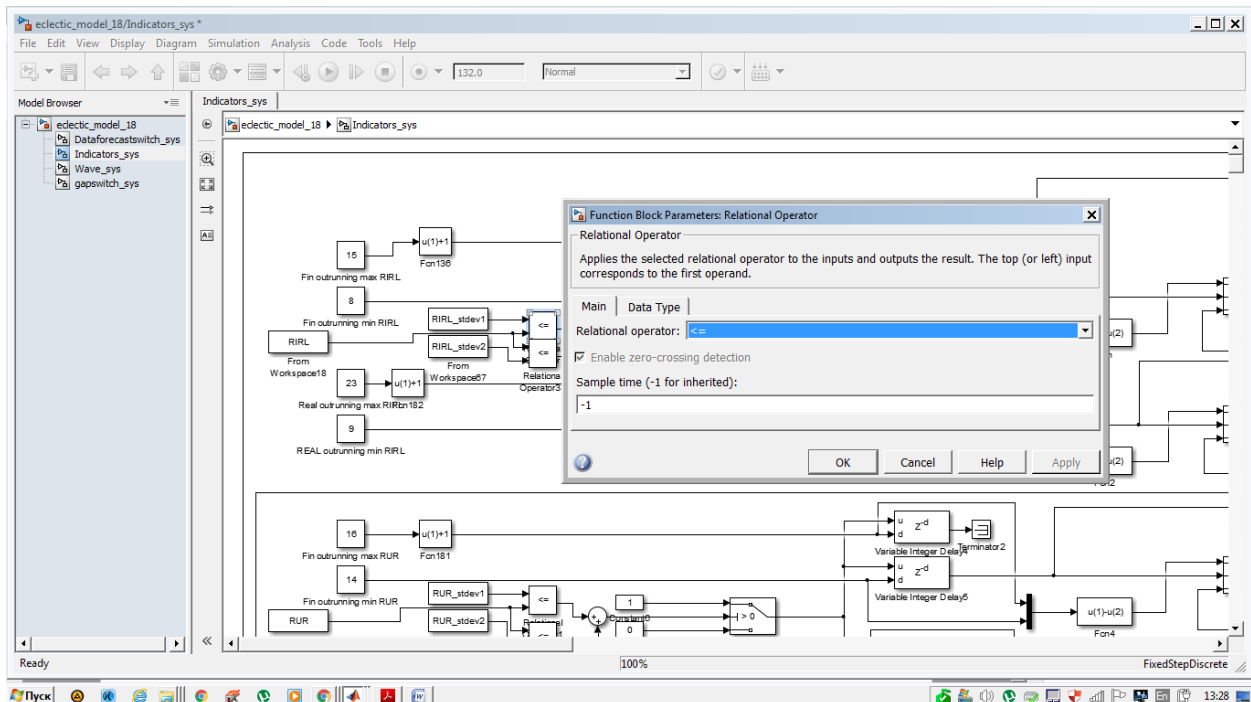 eclectic_model_18/Indicators_sys *
File Edit View Display Diagram Simulation Analysis Code Tools Help
132.0
Normal
Model Browser
Indicators_sys
eclectic_model_18
Dataforecastswitch_sys
Indicators_sys
Wave_sys
gapswitch_sys
eclectic_model_18 Indicators_sys
15
Fin outrunning max RIRL
u(1)+1
Fcn136
8
Fin outrunning min RIRL
RIRL
From
Workspace18
RIRL_stdev1
RIRL_stdev2
From
Workspace67
<=
<=
Relationa
Operator3
23
Real outrunning max RIRL
u(1)+1
Fcn182
9
REAL outrunning min RIRL
Function Block Parameters: Relational Operator
Relational Operator
Applies the selected relational operator to the inputs and outputs the result. The top (or left) input
corresponds to the first operand.
Main
Data Type
Relational operator:
<=
Enable zero-crossing detection
Sample time (-1 for inherited):
-1
OK
Cancel
Help
Apply
u(2)
u(2)
16
Fin outrunning max RUR
u(1)+1
Fcn181
14
Fin outrunning min RUR
RUR
RUR_stdev1
RUR_stdev2
<=
1
0
> 0
u
d
Z-d
Variable Integer Delay4
Terminator2
u
d
Z-d
Variable Integer Delay5
u(1)-u(2)
Fcn4
Ready
100%
FixedStepDiscrete
Пуск
En
13:28